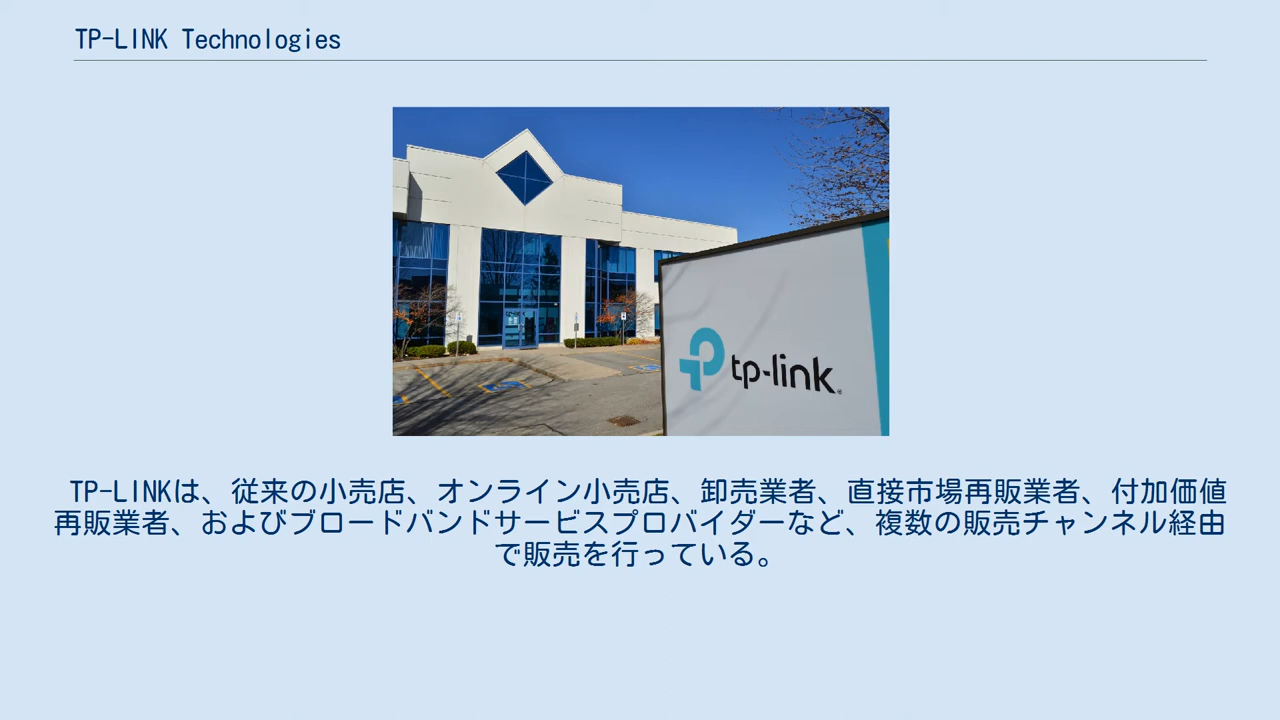 TP-LINK Technologies
tp-link
TP-LINKは、従来の小売店、オンライン小売店、卸売業者、直接市場再販業者、付加価値
再販業者、およびブロードバンドサービスプロバイダーなど、複数の販売チャンネル経由
で販売を行っている。